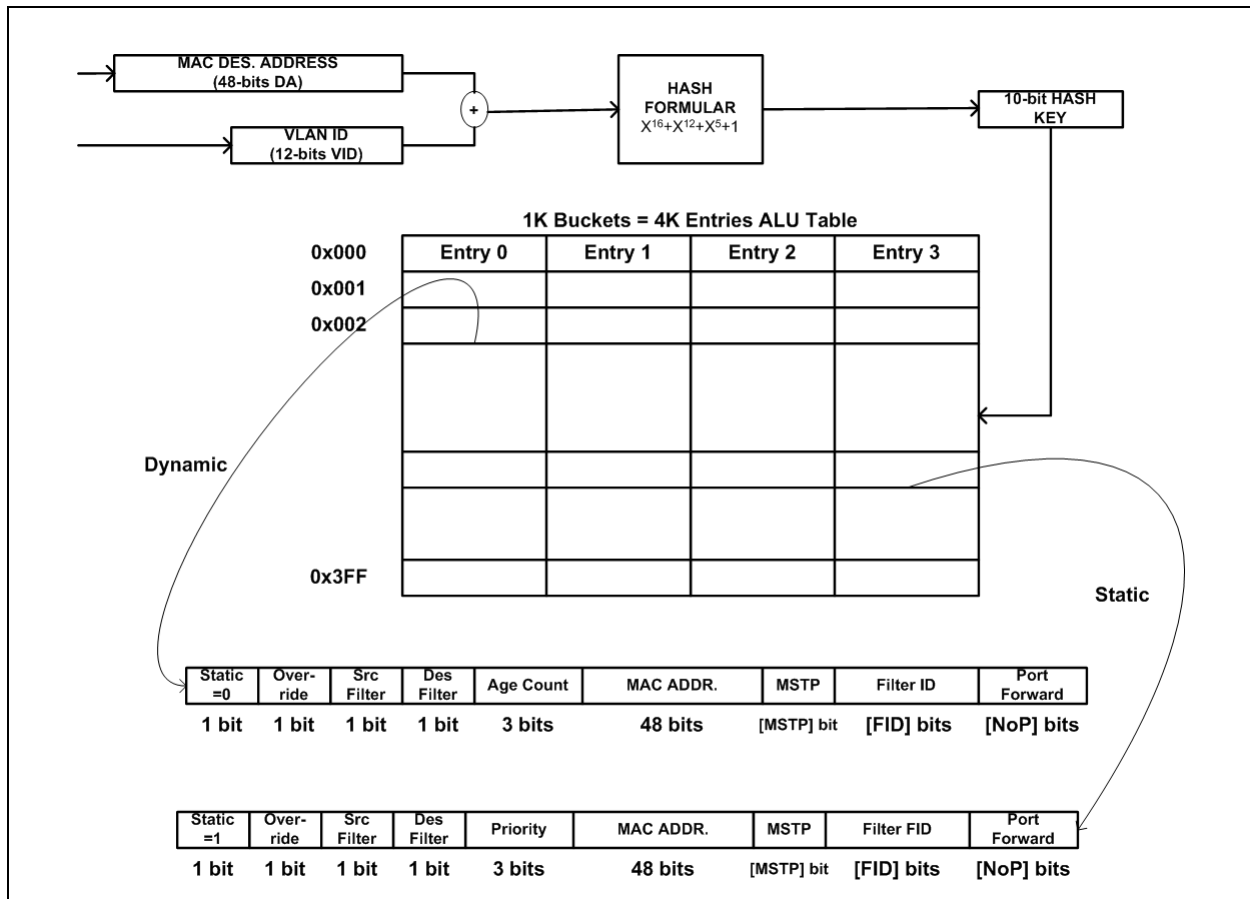 MAC DES. ADDRESS
(48-bits DA)
VLAN ID
(12-bits VID)
+
HASH
FORMULAR
X16+X12+X5+1
10-bit HASH
KEY
1K Buckets = 4K Entries ALU Table
0x000 Entry 0 Entry 1 Entry 2 Entry 3
0x001
0x002
Dynamic
0x3FF
Static
Static =0 Over-ride Src Filter Des Filter Age Count MAC ADDR. MSTP Filter ID Port Forward
1 bit 1 bit 1 bit 1 bit 3 bits 48 bits [MSTP] bit [FID] bits [NoP] bits
Static =1 Over-ride Src Filter Des Filter Priority MAC ADDR. MSTP Filter FID Port Forward
1 bit 1 bit 1 bit 1 bit 3 bits 48 bits [MSTP] bit [FID] bits [NoP] bits